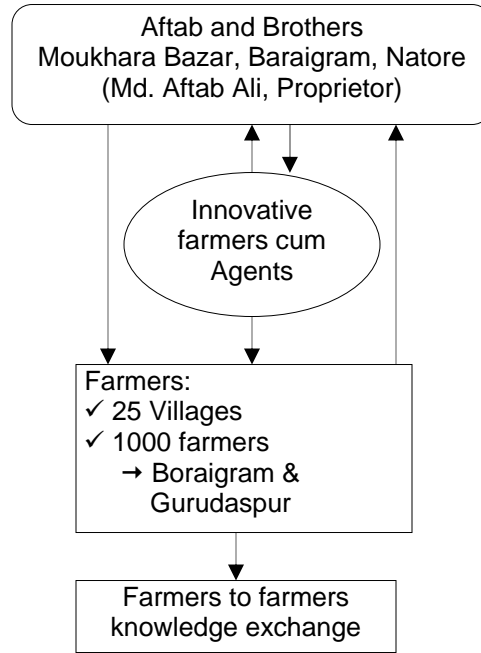 Aftab and Brothers
Moukhara Bazar, Baraigram, Natore
(Md. Aftab Ali, Proprietor)
Innovative
farmers cum
Agents
Farmers:
✓ 25 Villages
✓ 1000 farmers
→ Boraigram &
Gurudaspur
Farmers to farmers
knowledge exchange